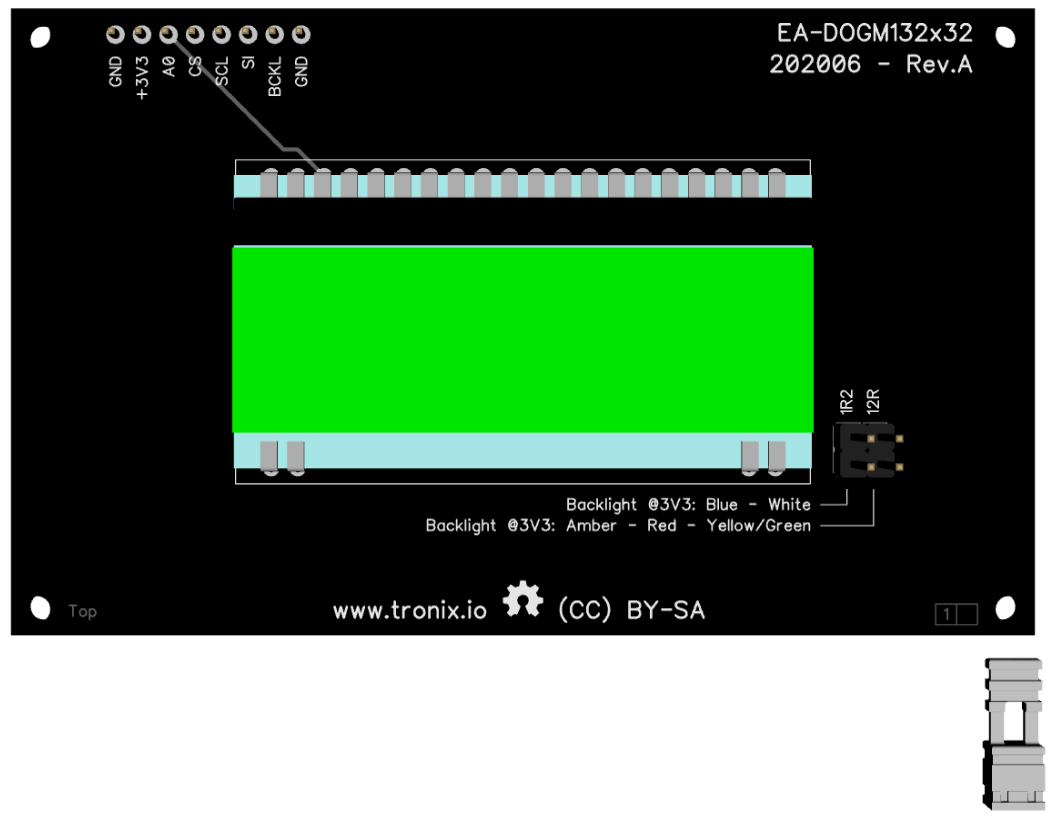 EA-DOGM132x32
202006 - Rev.A
GND
+3V3
A0
CS
SCL
SI
BCKL
GND
1R2
12R
Backlight @3V3: Blue - White
Backlight @3V3: Amber - Red - Yellow/Green
Top
www.tronix.io (CC) BY-SA
1